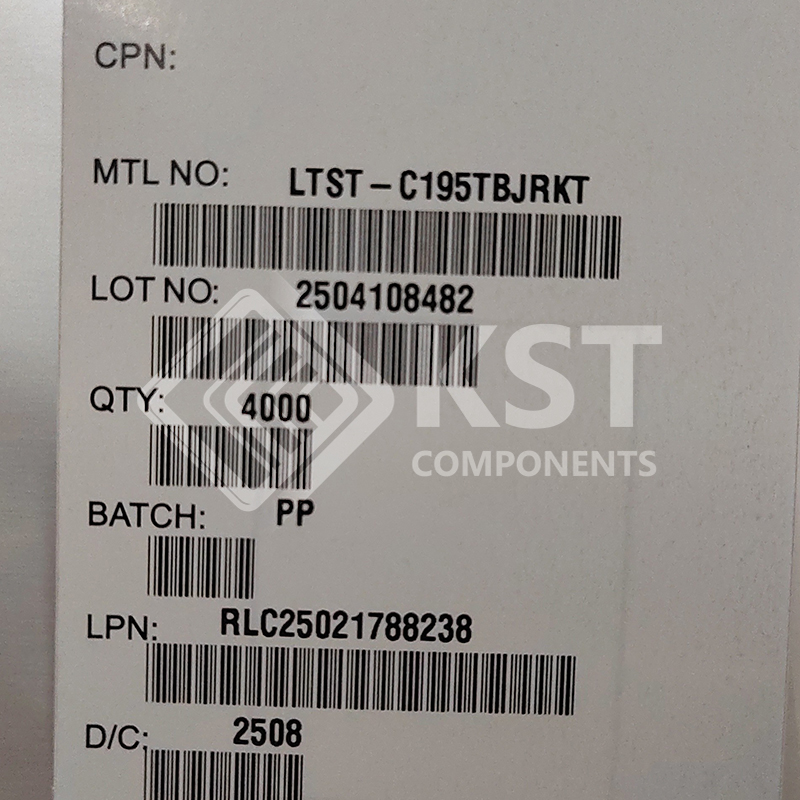 CPN:
MTL NO: LTST-C195TBJRKT
LOT NO: 2504108482
QTY: 4000
KST
COMPONENTS
BATCH: PP
LPN: RLC25021788238
D/C: 2508